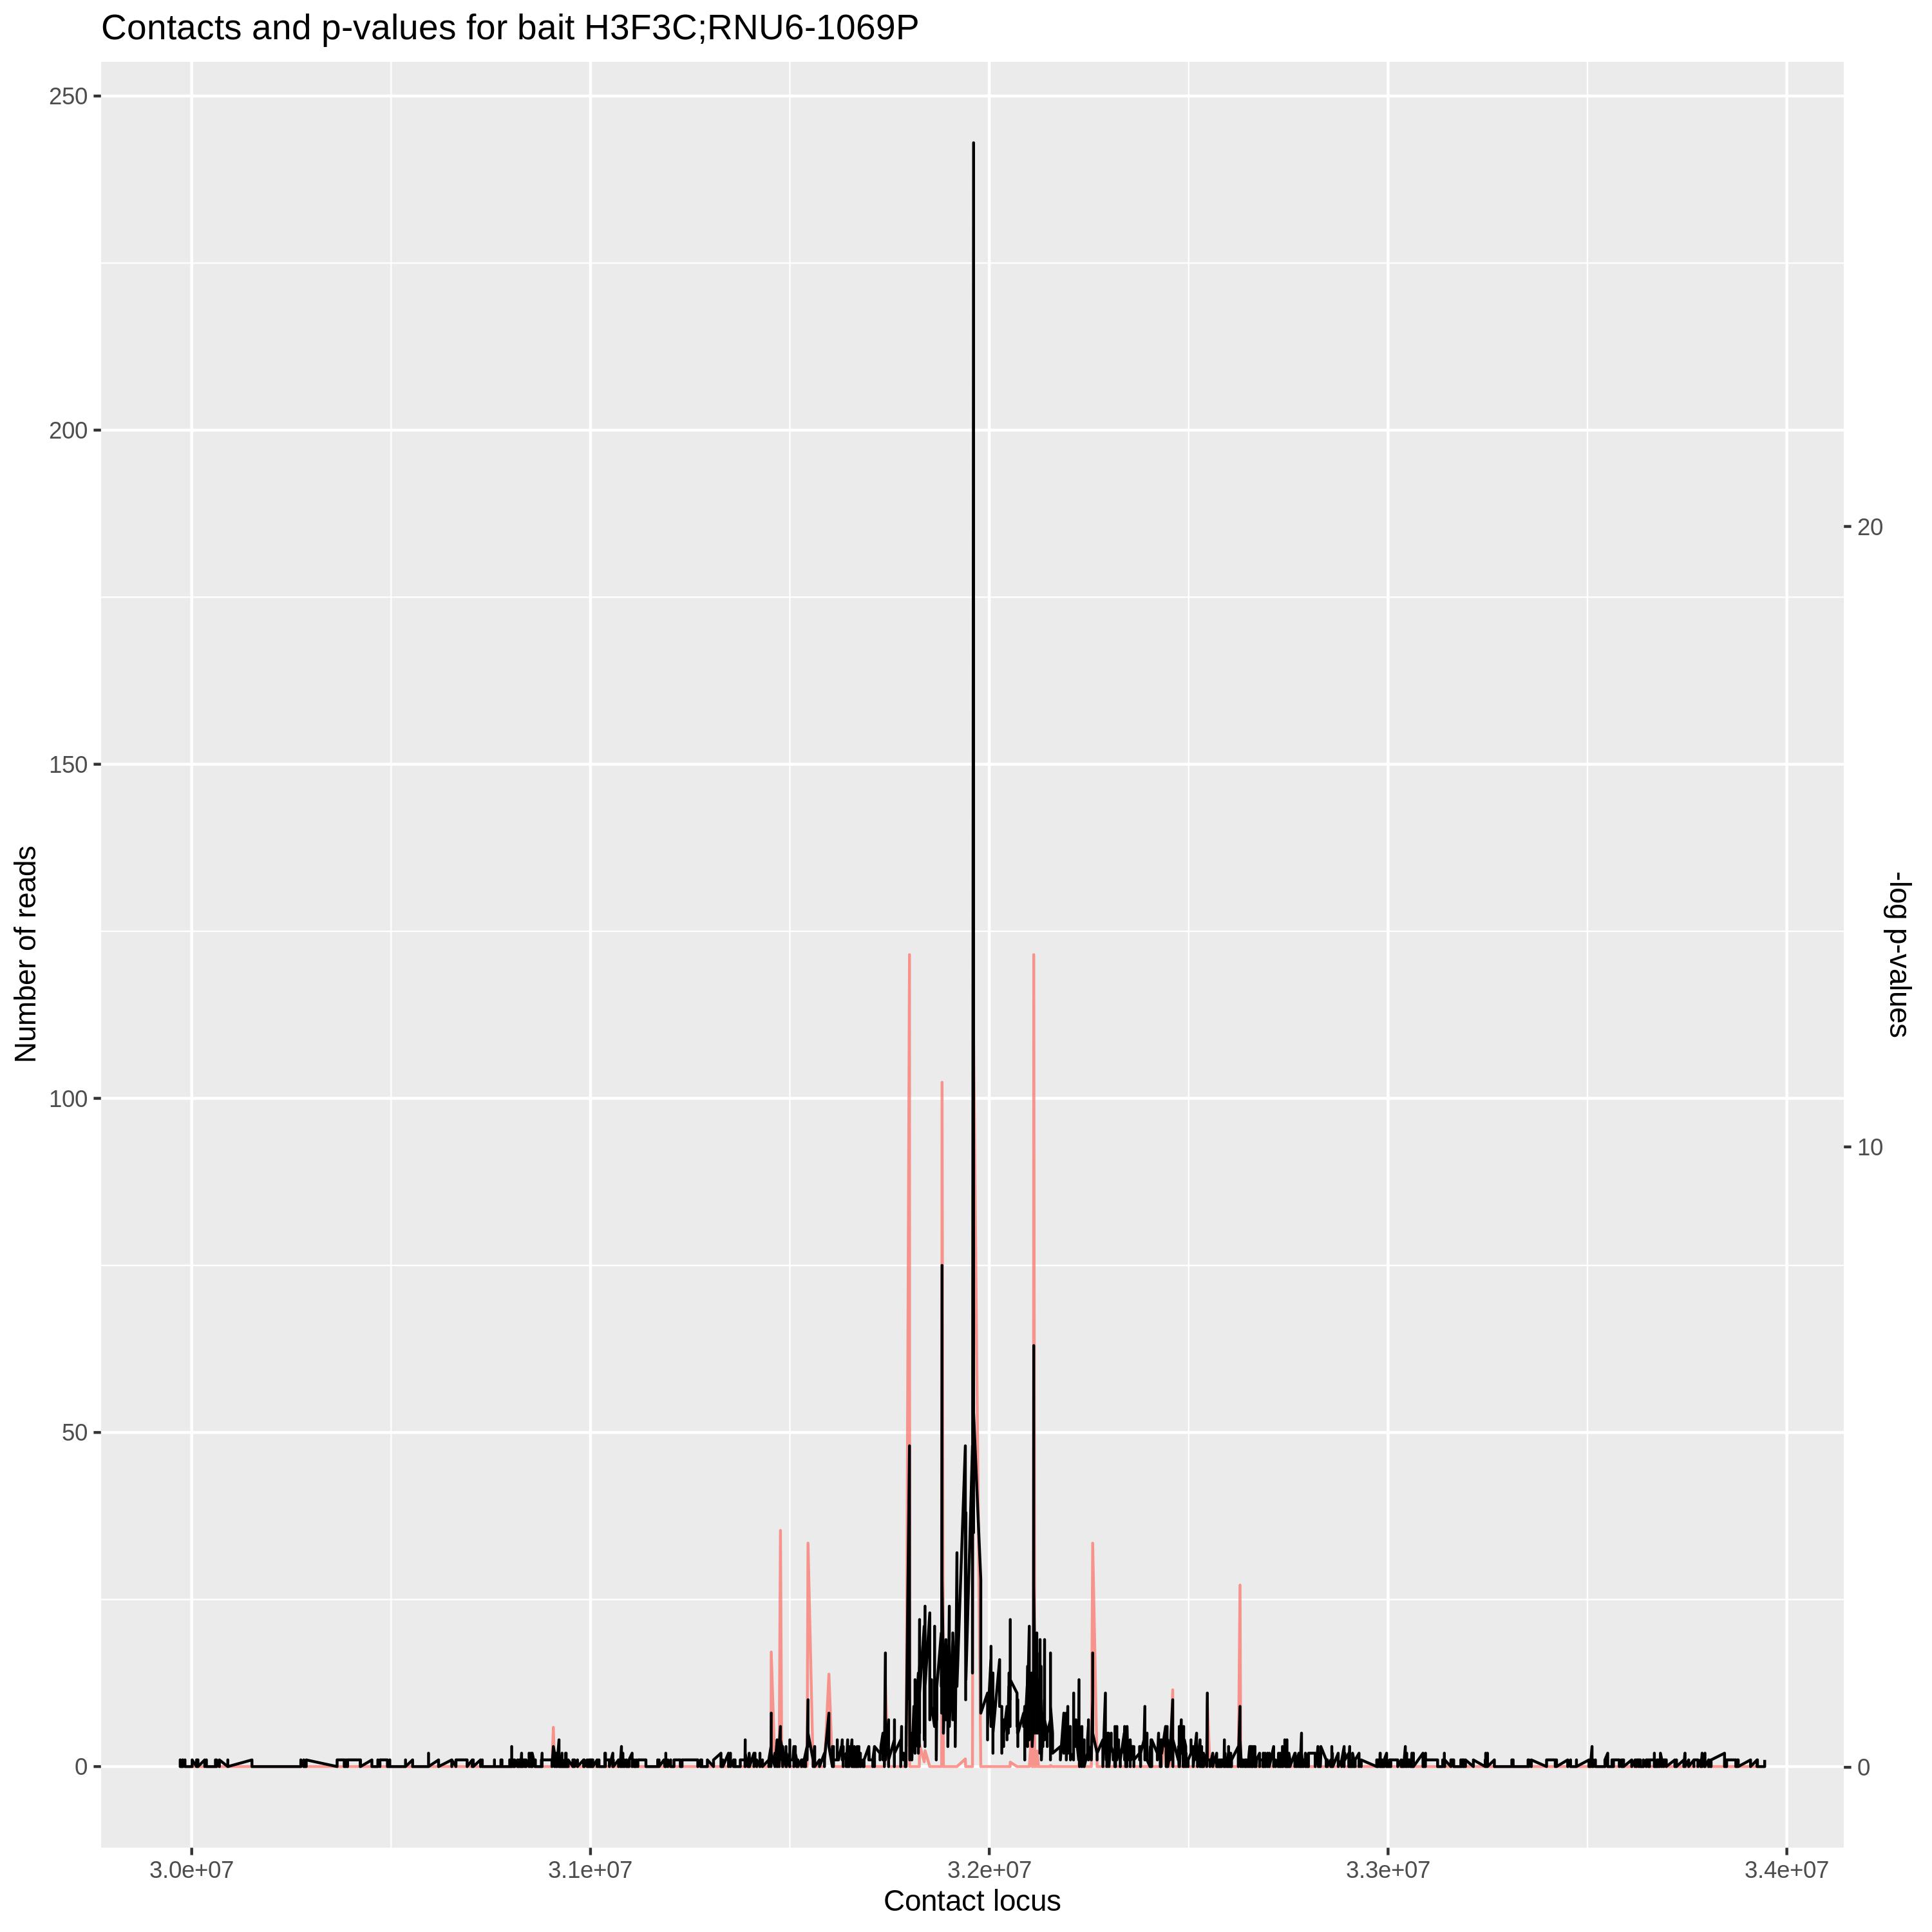 Contacts and p-values for bait H3F3C;RNU6-1069P
250
200
150
100
50
0
Number of reads
20
10
0
-log p-values
3.0e+07
3.1e+07
3.2e+07
3.3e+07
3.4e+07
Contact locus